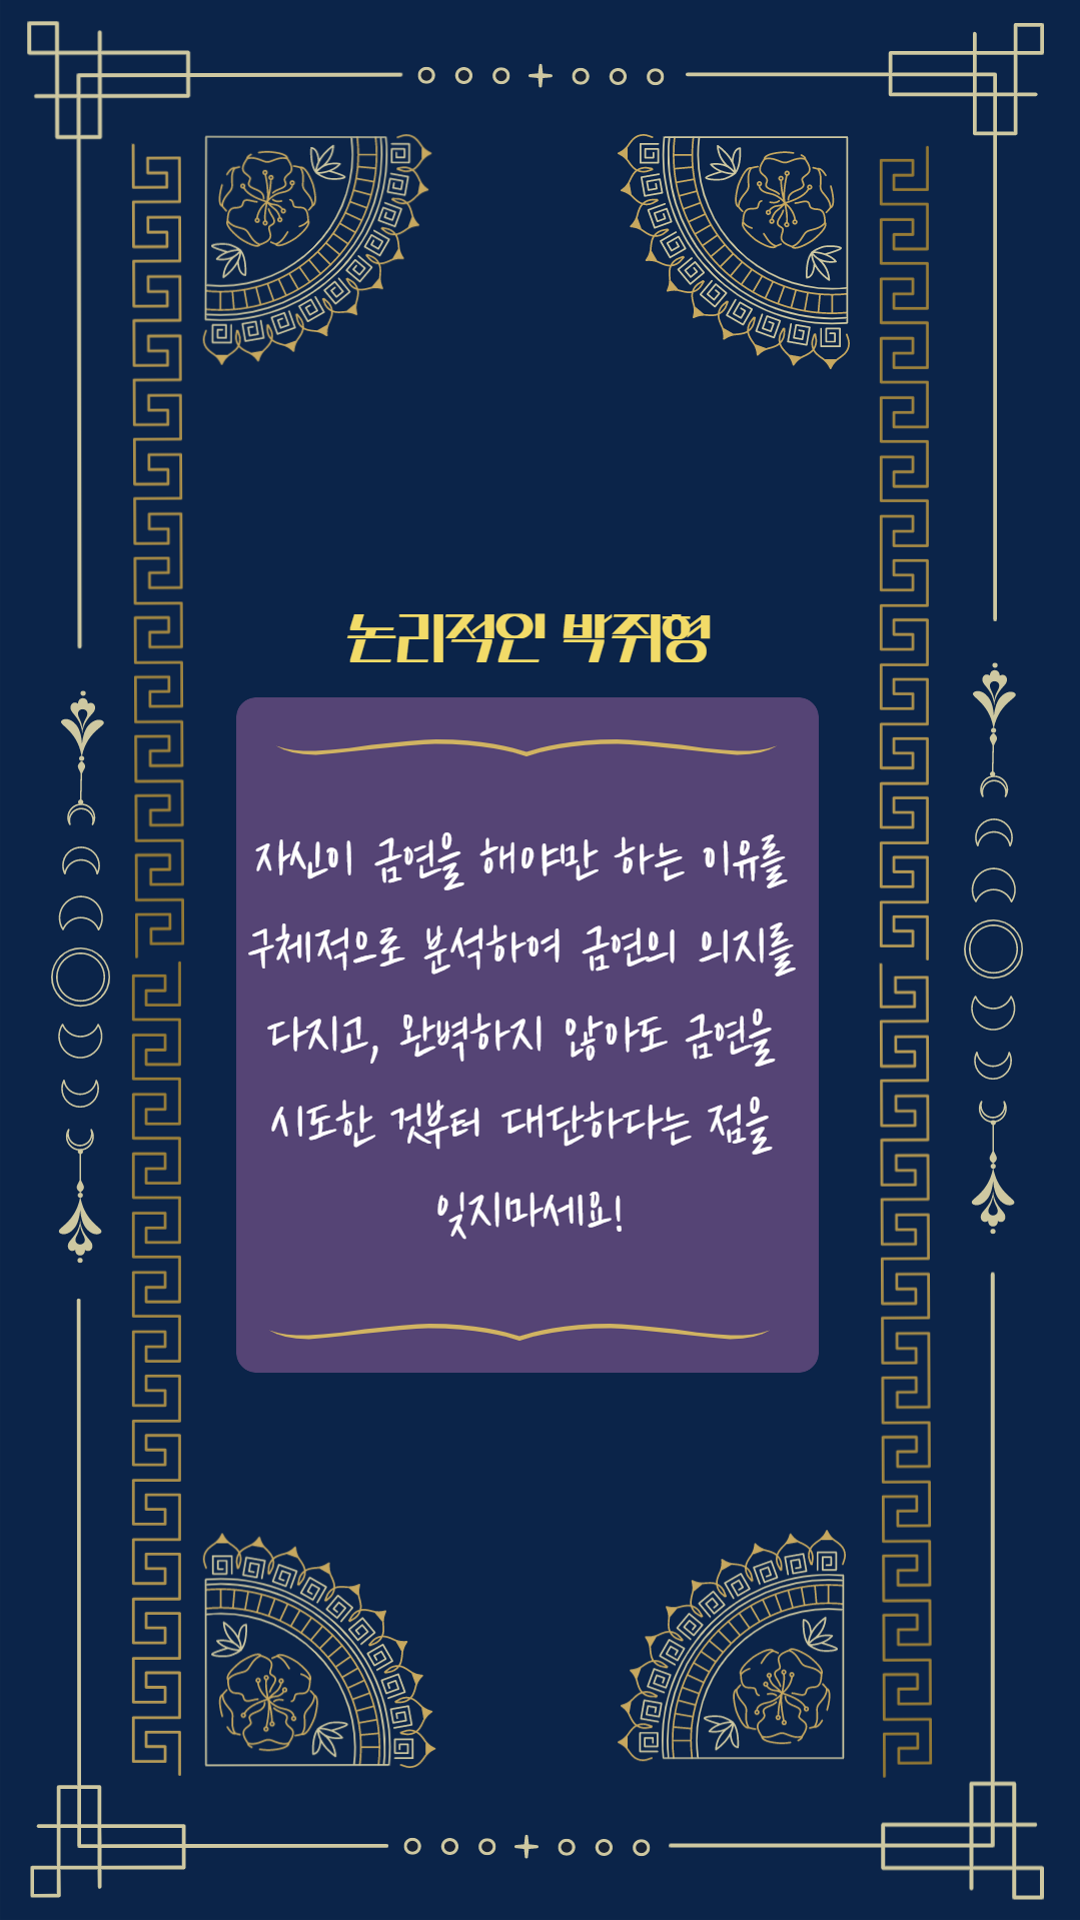 논리적인 박쥐형
자신이 금연을 해야만 하는 이유를
구체적으로 분석하여 금연의 의지를
다지고, 완벽하지 않아도 금연을
시도한 것부터 대단하다는 점을
잊지마세요!